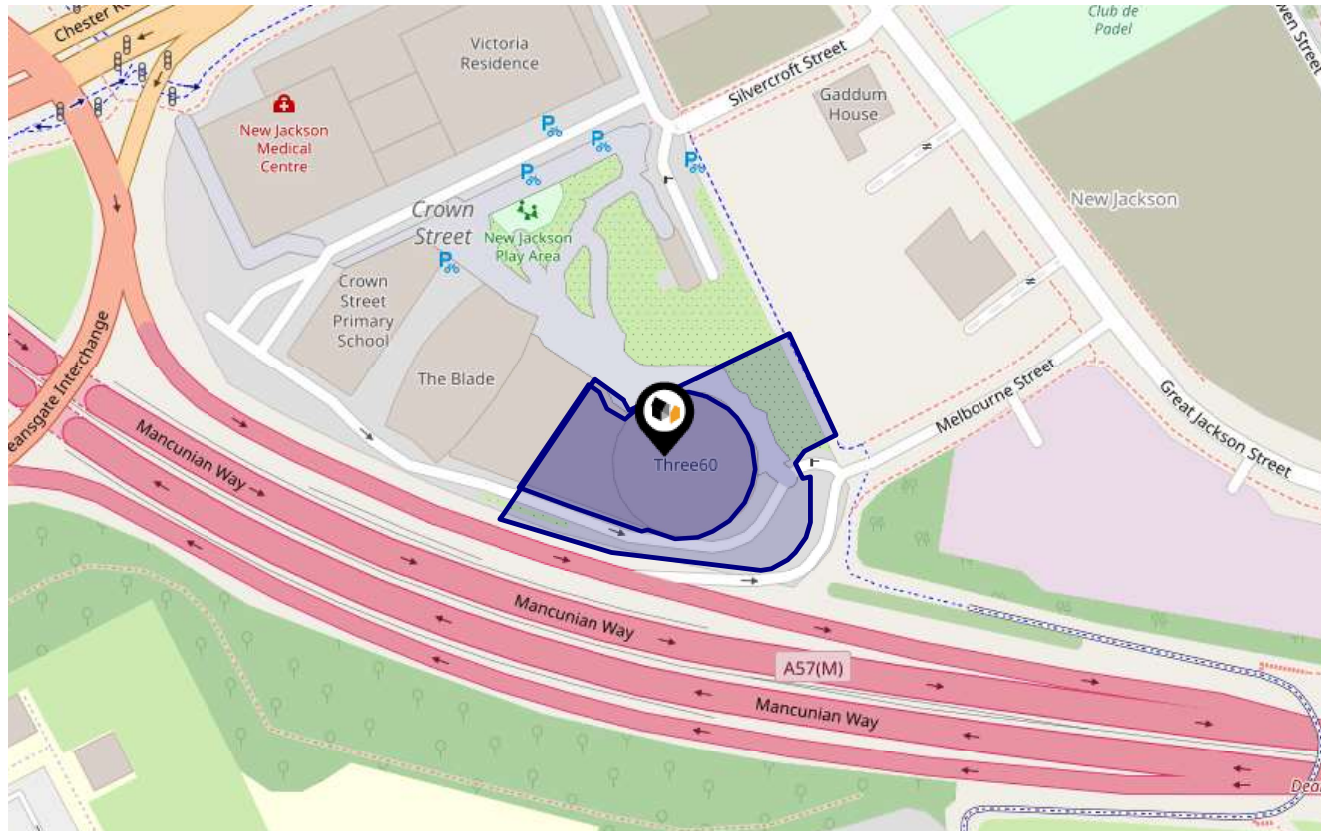 Chester
Victoria
Residence
Club de
Padel
Silvercroft Street
Gaddum
House
New Jackson
Medical
Centre
Crown
Street
New Jackson
Play Area
New Jackson
Crown
Street
Primary
School
The Blade
Three60
Melbourne Street
Great Jackson Street
Interchange
Mancunian Way
Mancunian Way
A57(M)
Mancunian Way
Street
P
P
P
P
P